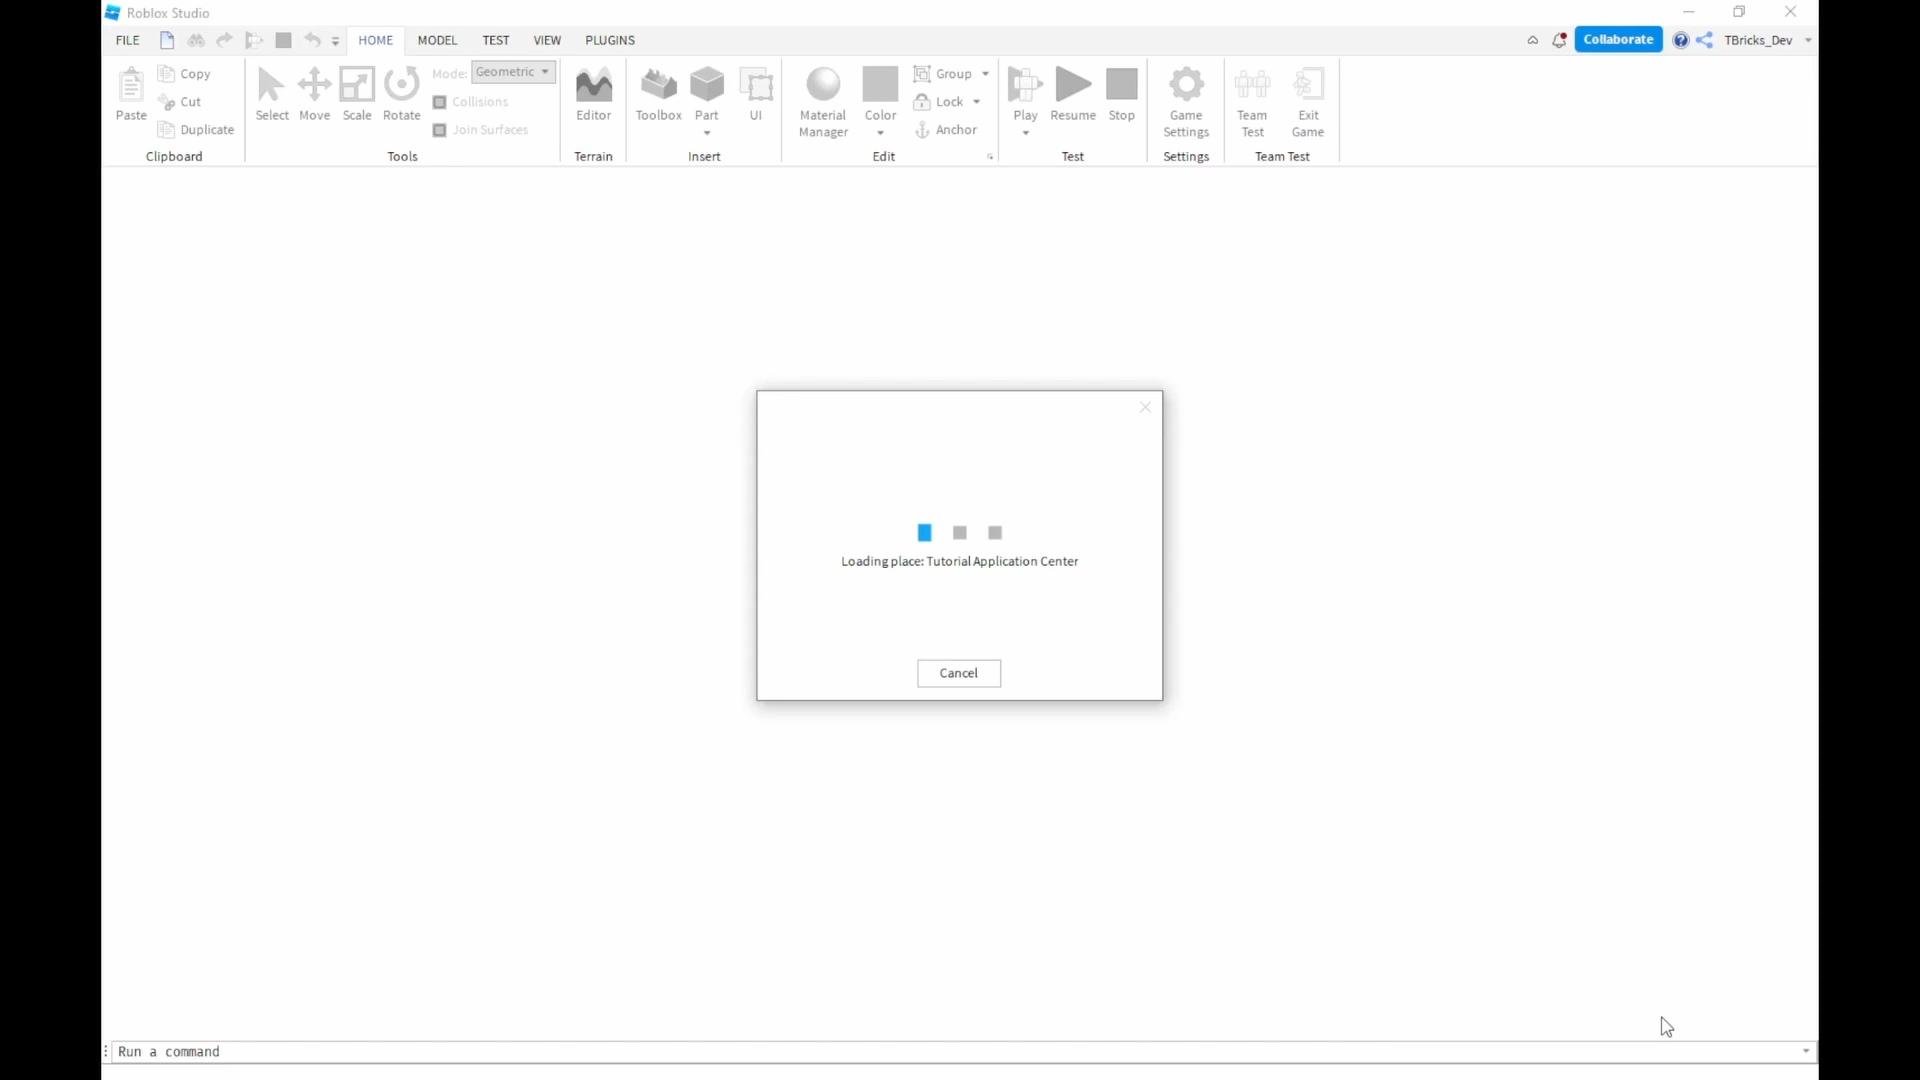 Roblox Studio
FILE HOME MODEL TEST VIEW PLUGINS Collaborate TBricks_Dev
Paste
Copy
Cut
Duplicate
Clipboard
Select Move Scale Rotate
Mode: Geometric
Collisions
Join Surfaces
Tools
Editor
Terrain
Toolbox Part UI
Insert
Material
Manager
Color
Group
Lock
Anchor
Edit
Play Resume Stop
Test
Game
Settings
Settings
Team
Test
Exit
Game
Team Test
Loading place: Tutorial Application Center
Cancel
Run a command